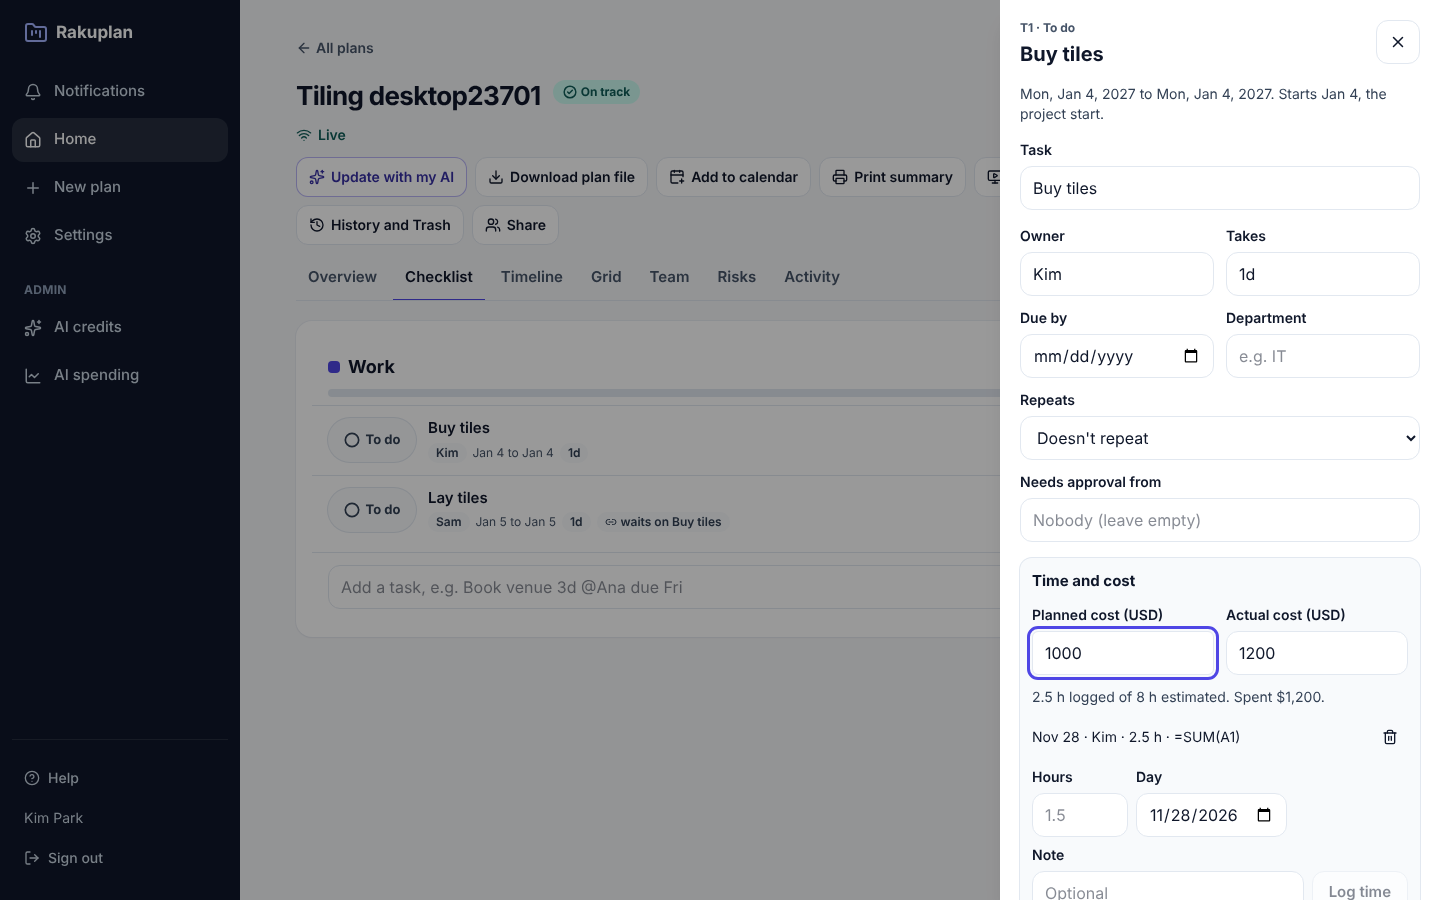 Rakuplan
Notifications
Home
New plan
Settings
ADMIN
AI credits
AI spending
Help
Kim Park
Sign out
All plans
Tiling desktop23701
On track
Live
Update with my AI
Download plan file
Add to calendar
Print summary
History and Trash
Share
Overview
Checklist
Timeline
Grid
Team
Risks
Activity
Work
To do
Buy tiles
Kim Jan 4 to Jan 4 1d
To do
Lay tiles
Sam Jan 5 to Jan 5 1d waits on Buy tiles
Add a task, e.g. Book venue 3d @Ana due Fri
T1 · To do
Buy tiles
Mon, Jan 4, 2027 to Mon, Jan 4, 2027. Starts Jan 4, the
project start.
Task
Buy tiles
Owner Takes
Kim 1d
Due by Department
mm/dd/yyyy e.g. IT
Repeats
Doesn't repeat
Needs approval from
Nobody (leave empty)
Time and cost
Planned cost (USD) Actual cost (USD)
1000 1200
2.5 h logged of 8 h estimated. Spent $1,200.
Nov 28 · Kim · 2.5 h · =SUM(A1)
Hours Day
1.5 11/28/2026
Note
Optional Log time